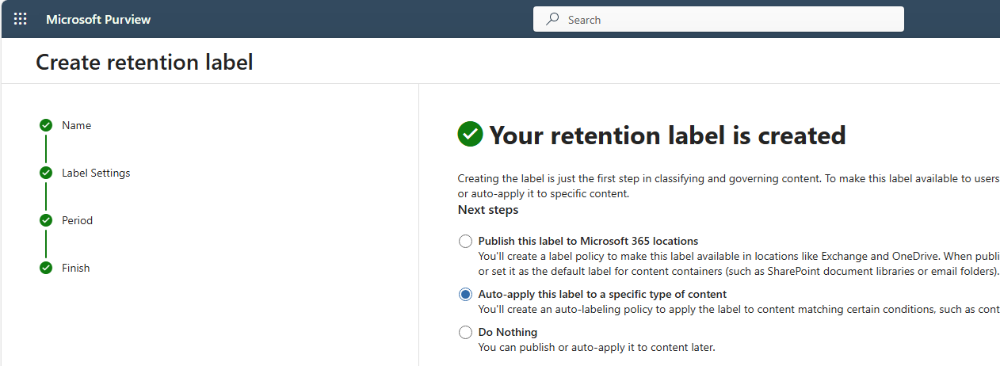 Microsoft Purview
Search
Create retention label
Name
Label Settings
Period
Finish
Your retention label is created
Creating the label is just the first step in classifying and governing content. To make this label available to users
or auto-apply it to specific content.
Next steps
Publish this label to Microsoft 365 locations
You'll create a label policy to make this label available in locations like Exchange and OneDrive. When publi
or set it as the default label for content containers (such as SharePoint document libraries or email folders).
Auto-apply this label to a specific type of content
You'll create an auto-labeling policy to apply the label to content matching certain conditions, such as cont
Do Nothing
You can publish or auto-apply it to content later.